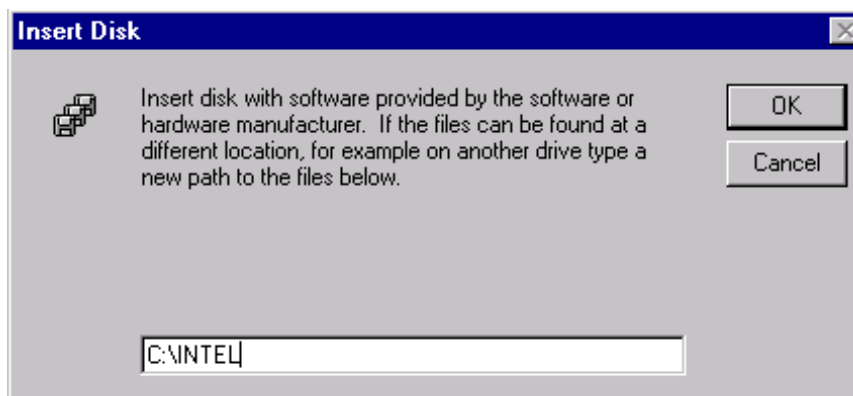 Insert Disk
Insert disk with software provided by the software or
hardware manufacturer.  If the files can be found at a
different location, for example on another drive type a
new path to the files below.
OK
Cancel
C:\INTEL